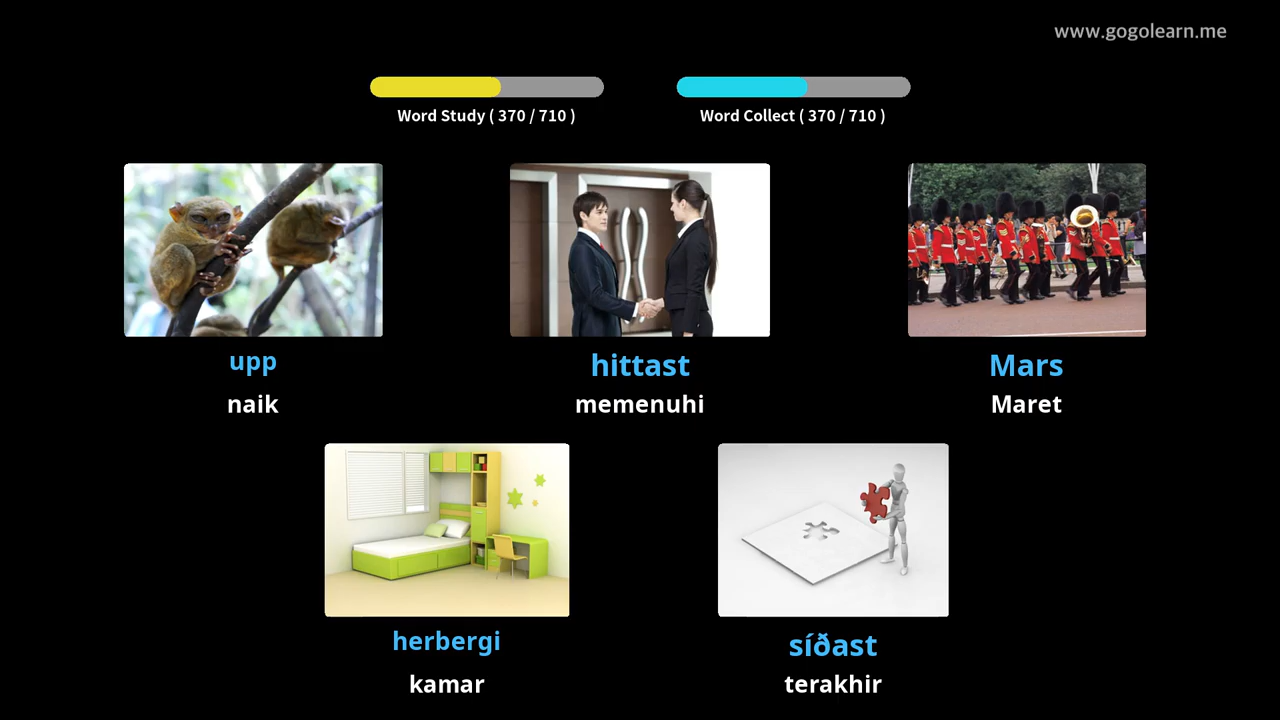 www.gogolearn.me
Word Study ( 370 / 710 )
Word Collect ( 370 / 710 )
upp
naik
hittast
memenuhi
Mars
Maret
herbergi
kamar
síðast
terakhir